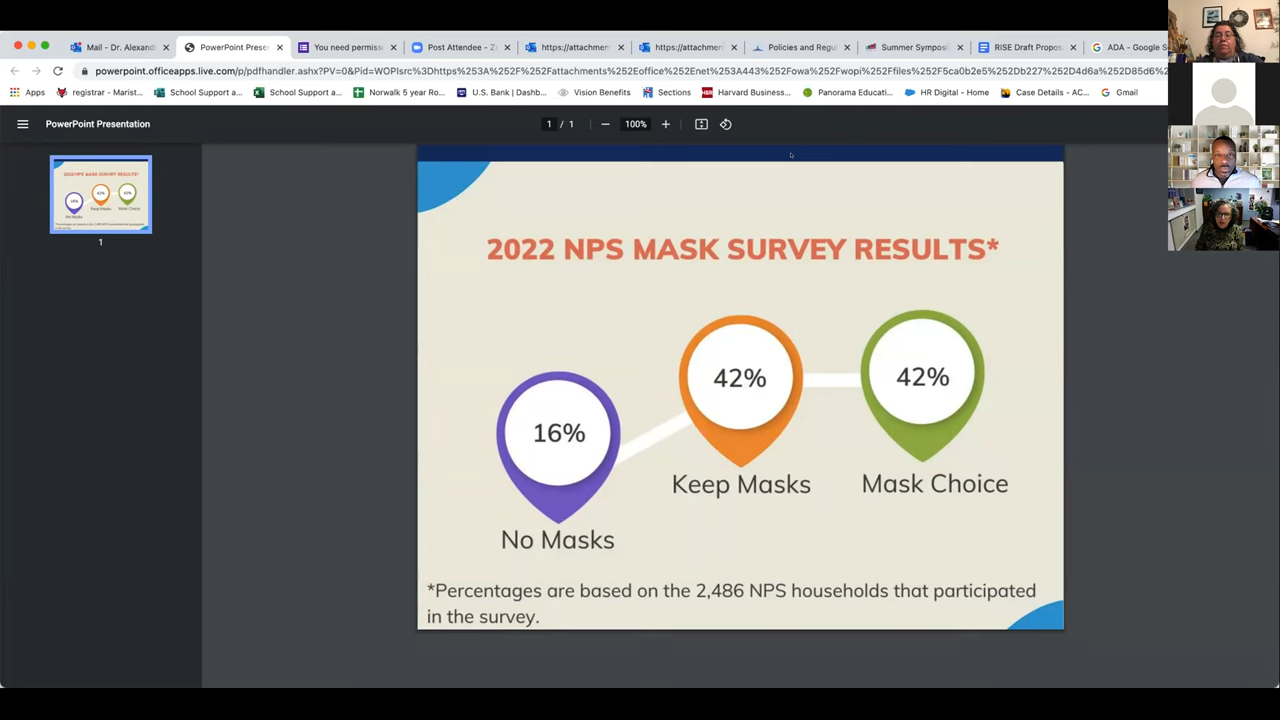 Mail - Dr. Alexand
PowerPoint Prese
You need permiss
Post Attendee - Z
https://attachmen
https://attachmen
Policies and Regu
Summer Symposi
RISE Draft Propos
ADA - Google S
powerpoint.officeapps.live.com/p/pdfhandler.ashx?PV=0&Pid=WOPIsrc%3Dhttps%253A%252F%252Fattachments%252Eoffice%252Enet%253A443%252Fowa%252Fwopi%252Ffiles%252F5ca0b2e5%252Db227%252D4d6a%252D85d6%2
Apps
registrar - Marist...
School Support a...
School Support a...
Norwalk 5 year Ro...
U.S. Bank | Dashb...
Vision Benefits
Sections
Harvard Business...
Panorama Educati...
HR Digital - Home
Case Details - AC...
Gmail
PowerPoint Presentation
1 / 1
100%
2022 NPS MASK SURVEY RESULTS*
16%
42%
42%
No Masks
Keep Masks
Mask Choice
*Percentages are based on the 2,486 NPS households that participated
in the survey.
1